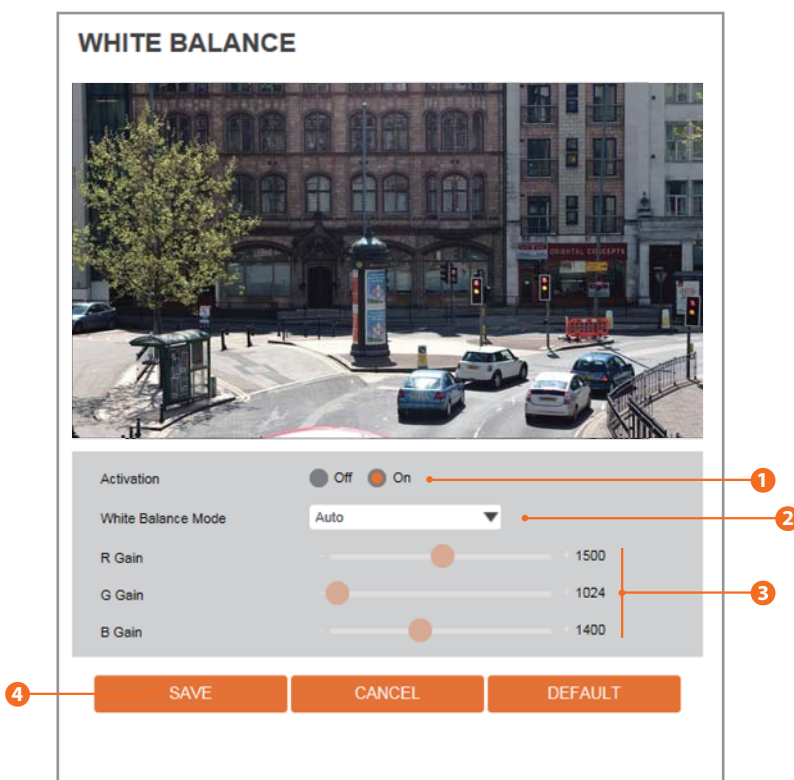 WHITE BALANCE
ORIENTAL CONCEPTS
Activation Off On 1
White Balance Mode Auto 2
R Gain - + 1500
G Gain - + 1024 3
B Gain - + 1400
4 SAVE CANCEL DEFAULT